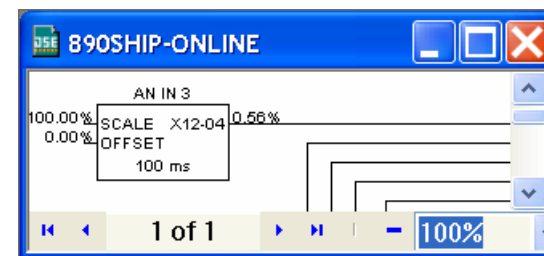 DSE 890SHIP-ONLINE
AN IN 3
100.00% SCALE X12-04 0.56%
0.00% OFFSET
100 ms
1 of 1 100%